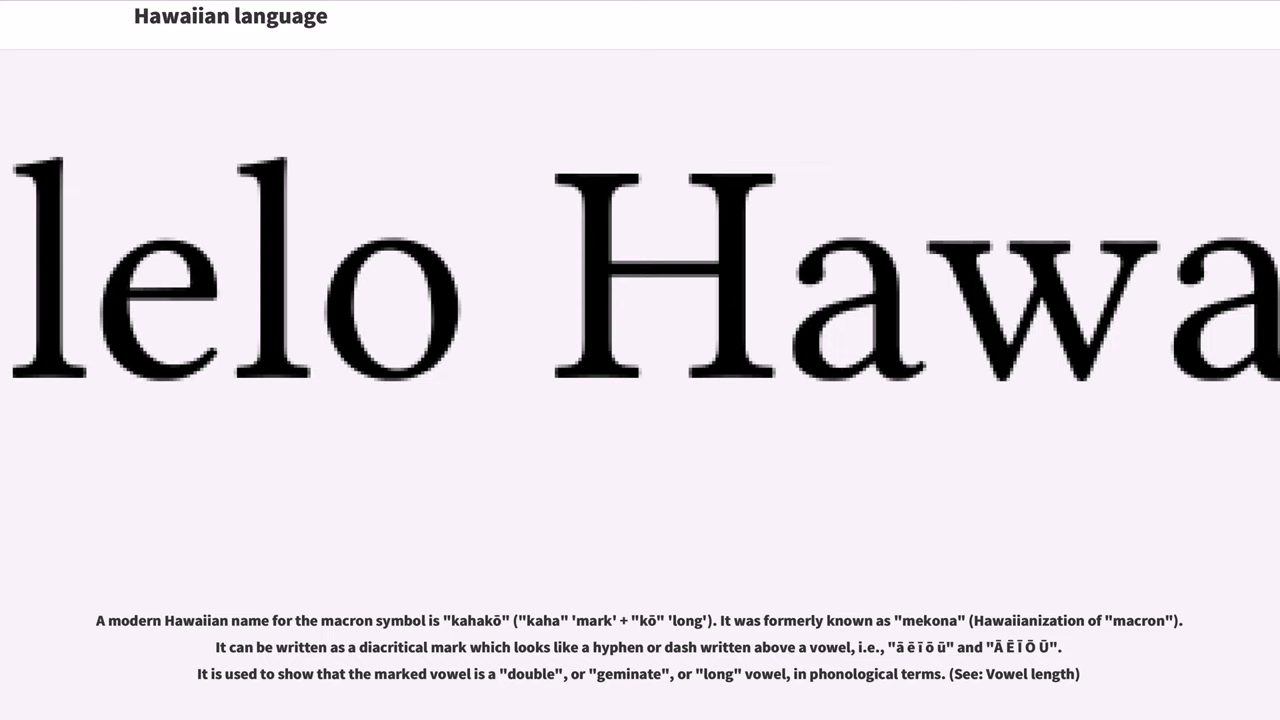 Hawaiian language
lelo Hawa
A modern Hawaiian name for the macron symbol is "kahakō" ("kaha" 'mark' + "kō" 'long'). It was formerly known as "mekona" (Hawaiianization of "macron").
It can be written as a diacritical mark which looks like a hyphen or dash written above a vowel, i.e., "ā ē ī ō ū" and "Ā Ē Ī Ō Ū".
It is used to show that the marked vowel is a "double", or "geminate", or "long" vowel, in phonological terms. (See: Vowel length)